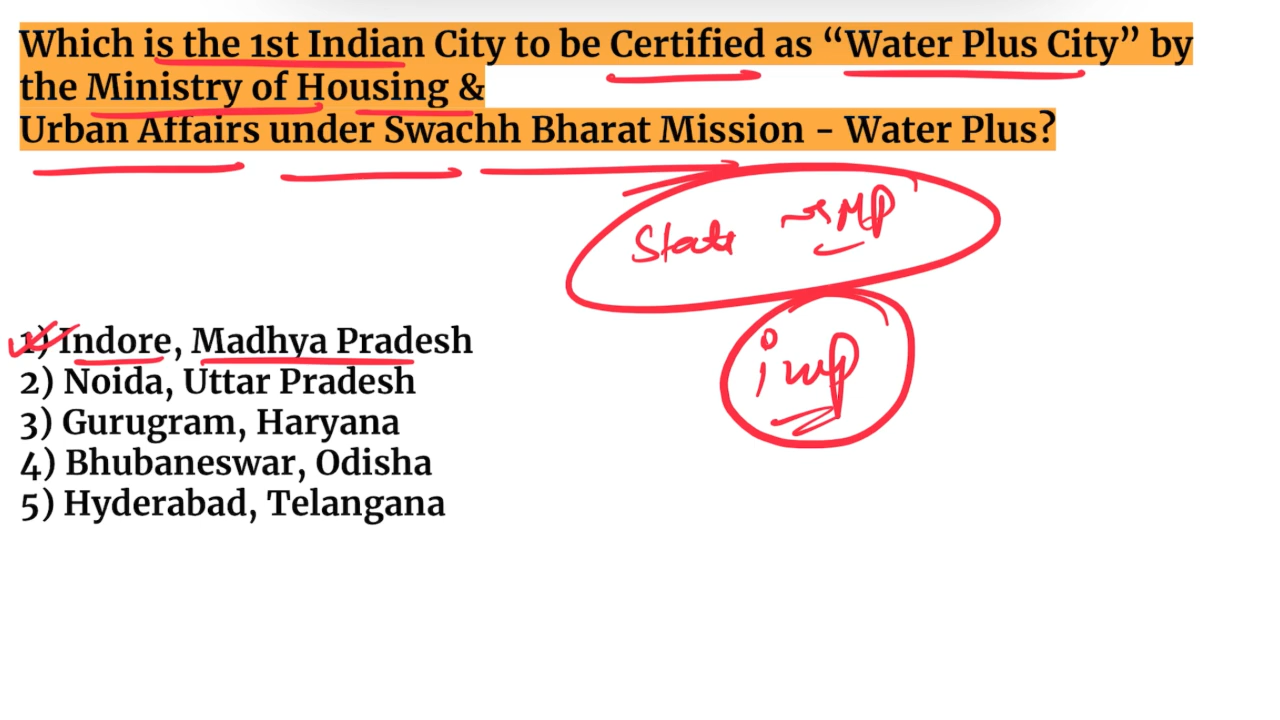 Which is the 1st Indian City to be Certified as “Water Plus City” by
the Ministry of Housing &
Urban Affairs under Swachh Bharat Mission - Water Plus?
State MP
imp
1) Indore, Madhya Pradesh
2) Noida, Uttar Pradesh
3) Gurugram, Haryana
4) Bhubaneswar, Odisha
5) Hyderabad, Telangana